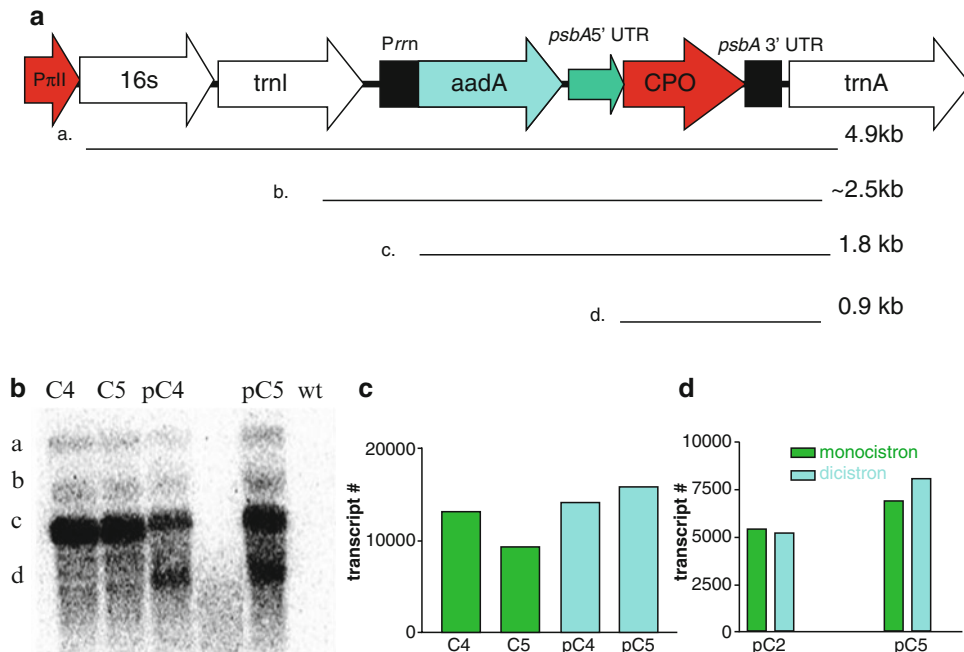 a
PπII
16s
trnI
Prrn
aadA
psbA5' UTR
CPO
psbA 3' UTR
trnA
a.
4.9kb
b.
~2.5kb
c.
1.8 kb
d.
0.9 kb
b
C4 C5 pC4 pC5 wt
a
b
c
d
c
transcript #
20000
10000
0
C4 C5 pC4 pC5
d
transcript #
10000
7500
5000
2500
0
monocistron
dicistron
pC2 pC5